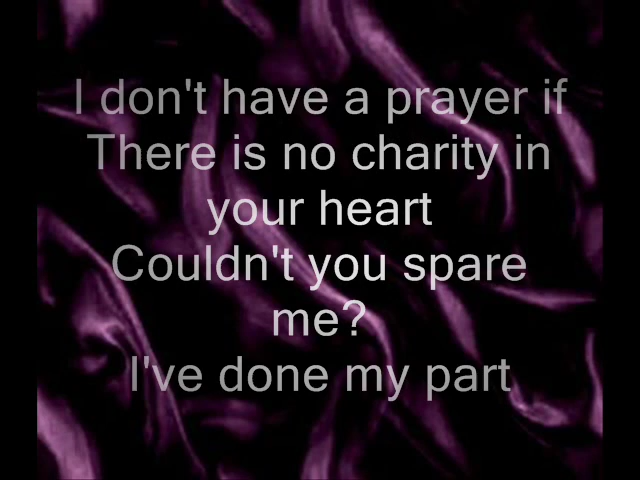 I don't have a prayer if
There is no charity in
your heart
Couldn't you spare
me?
I've done my part